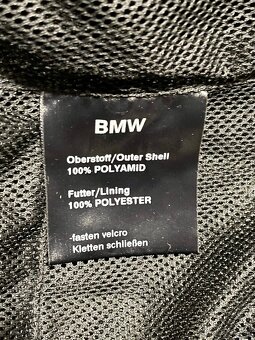 BMW
Oberstoff/Outer Shell
100% POLYAMID
Futter/Lining
100% POLYESTER
-fasten velcro
Kletten schließen